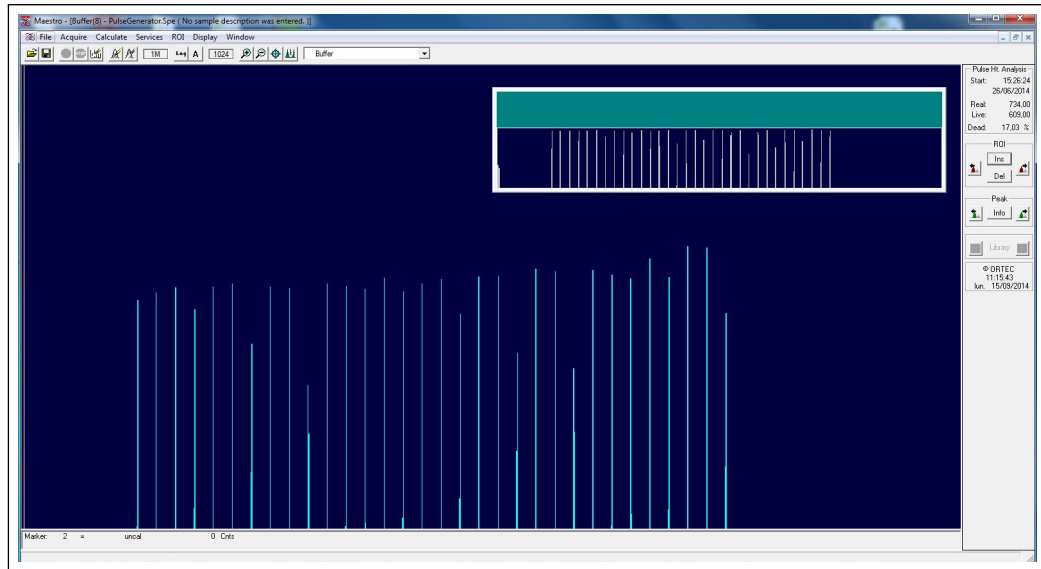 Maestro - [Buffer(8) - PulseGenerator.Spe ( No sample description was entered. )]
File Acquire Calculate Services ROI Display Window
1M Log A 1024 Buffer
Pulse Ht. Analysis
Start: 15:26:24
26/06/2014
Real: 734,00
Live: 609,00
Dead: 17,03 %
ROI
Ins
Del
Peak
Info
Library
© ORTEC
11:15:43
lun. 15/09/2014
Marker: 2 = uncal 0 Cnts